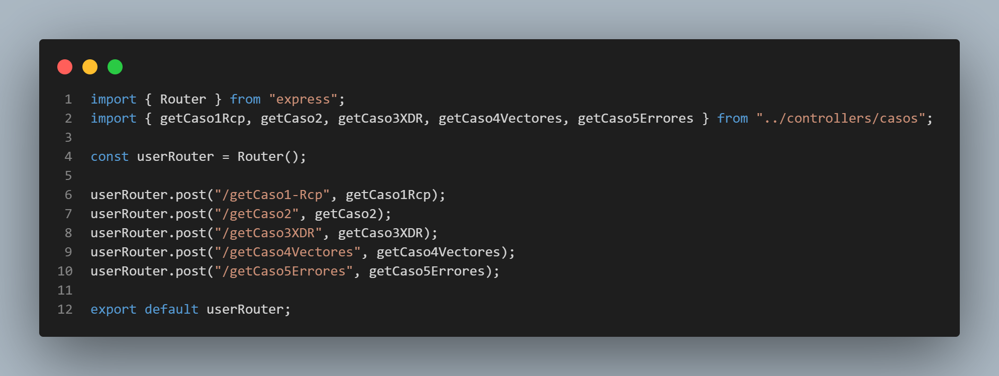 1 import { Router } from "express";
2 import { getCaso1Rcp, getCaso2, getCaso3XDR, getCaso4Vectores, getCaso5Errores } from "../controllers/casos";
3
4 const userRouter = Router();
5
6 userRouter.post("/getCaso1-Rcp", getCaso1Rcp);
7 userRouter.post("/getCaso2", getCaso2);
8 userRouter.post("/getCaso3XDR", getCaso3XDR);
9 userRouter.post("/getCaso4Vectores", getCaso4Vectores);
10 userRouter.post("/getCaso5Errores", getCaso5Errores);
11
12 export default userRouter;